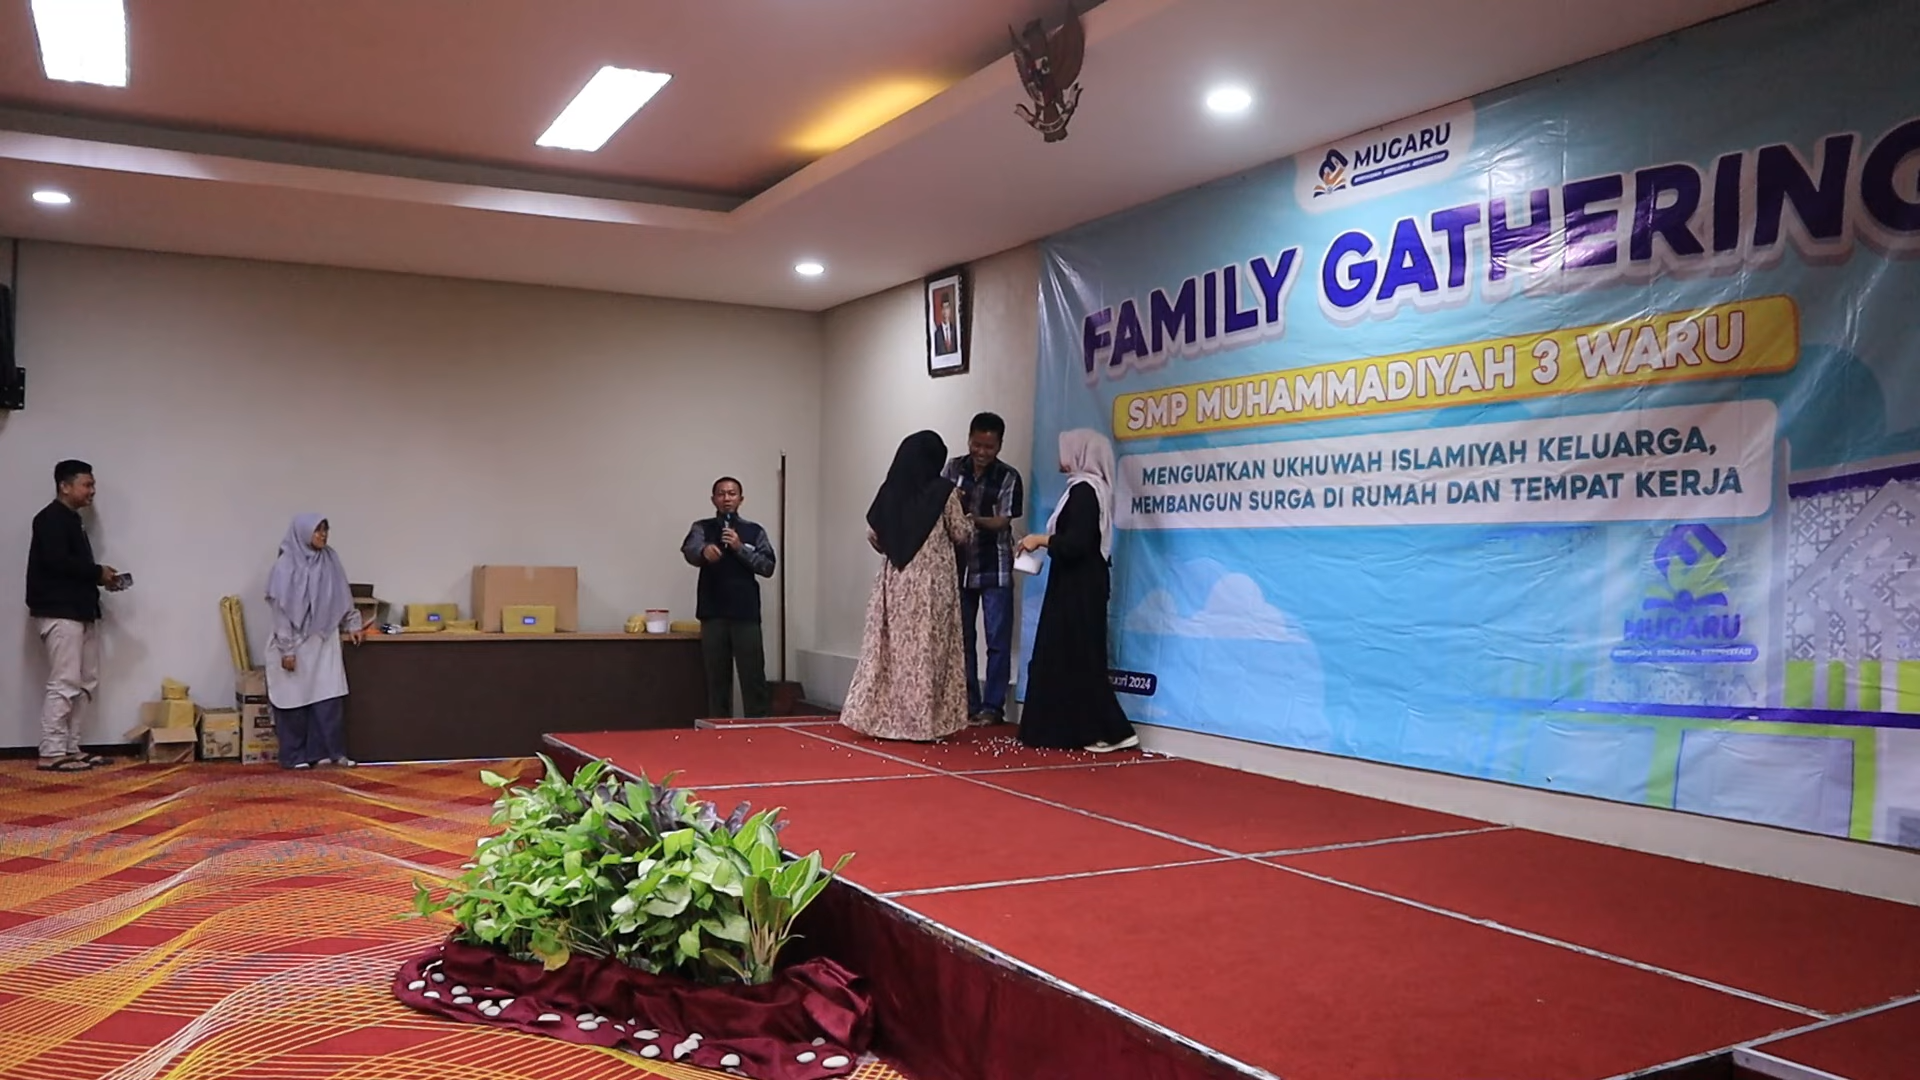 MUGARU
FAMILY GATHERING
SMP MUHAMMADIYAH 3 WARU
MENGUATKAN UKHUWAH ISLAMIYAH KELUARGA,
MEMBANGUN SURGA DI RUMAH DAN TEMPAT KERJA
MUGARU
2024